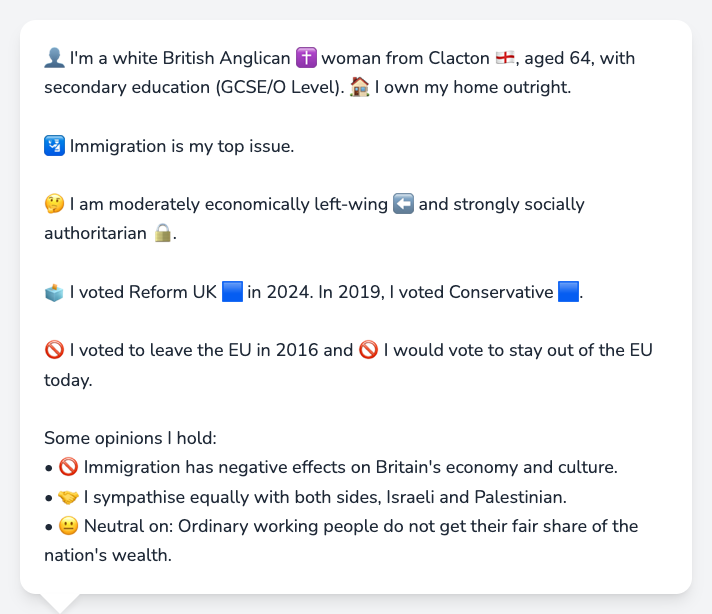 👤 I'm a white British Anglican ✝️ woman from Clacton 🏴󠁧󠁢󠁥󠁮󠁧󠁿, aged 64, with
secondary education (GCSE/O Level). 🏠 I own my home outright.
🛂 Immigration is my top issue.
🤔 I am moderately economically left-wing ⬅️ and strongly socially
authoritarian 🔒.
🗳️ I voted Reform UK 🟦 in 2024. In 2019, I voted Conservative 🟦.
🚫 I voted to leave the EU in 2016 and 🚫 I would vote to stay out of the EU
today.
Some opinions I hold:
• 🚫 Immigration has negative effects on Britain's economy and culture.
• 🤝 I sympathise equally with both sides, Israeli and Palestinian.
• 😐 Neutral on: Ordinary working people do not get their fair share of the
nation's wealth.